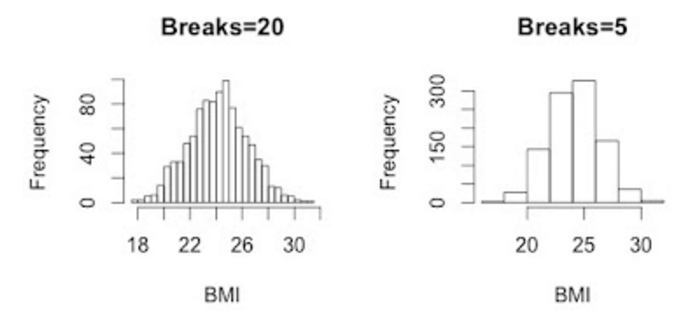 Breaks=20
Frequency
80
40
0
18 22 26 30
BMI
Breaks=5
Frequency
300
150
0
20 25 30
BMI